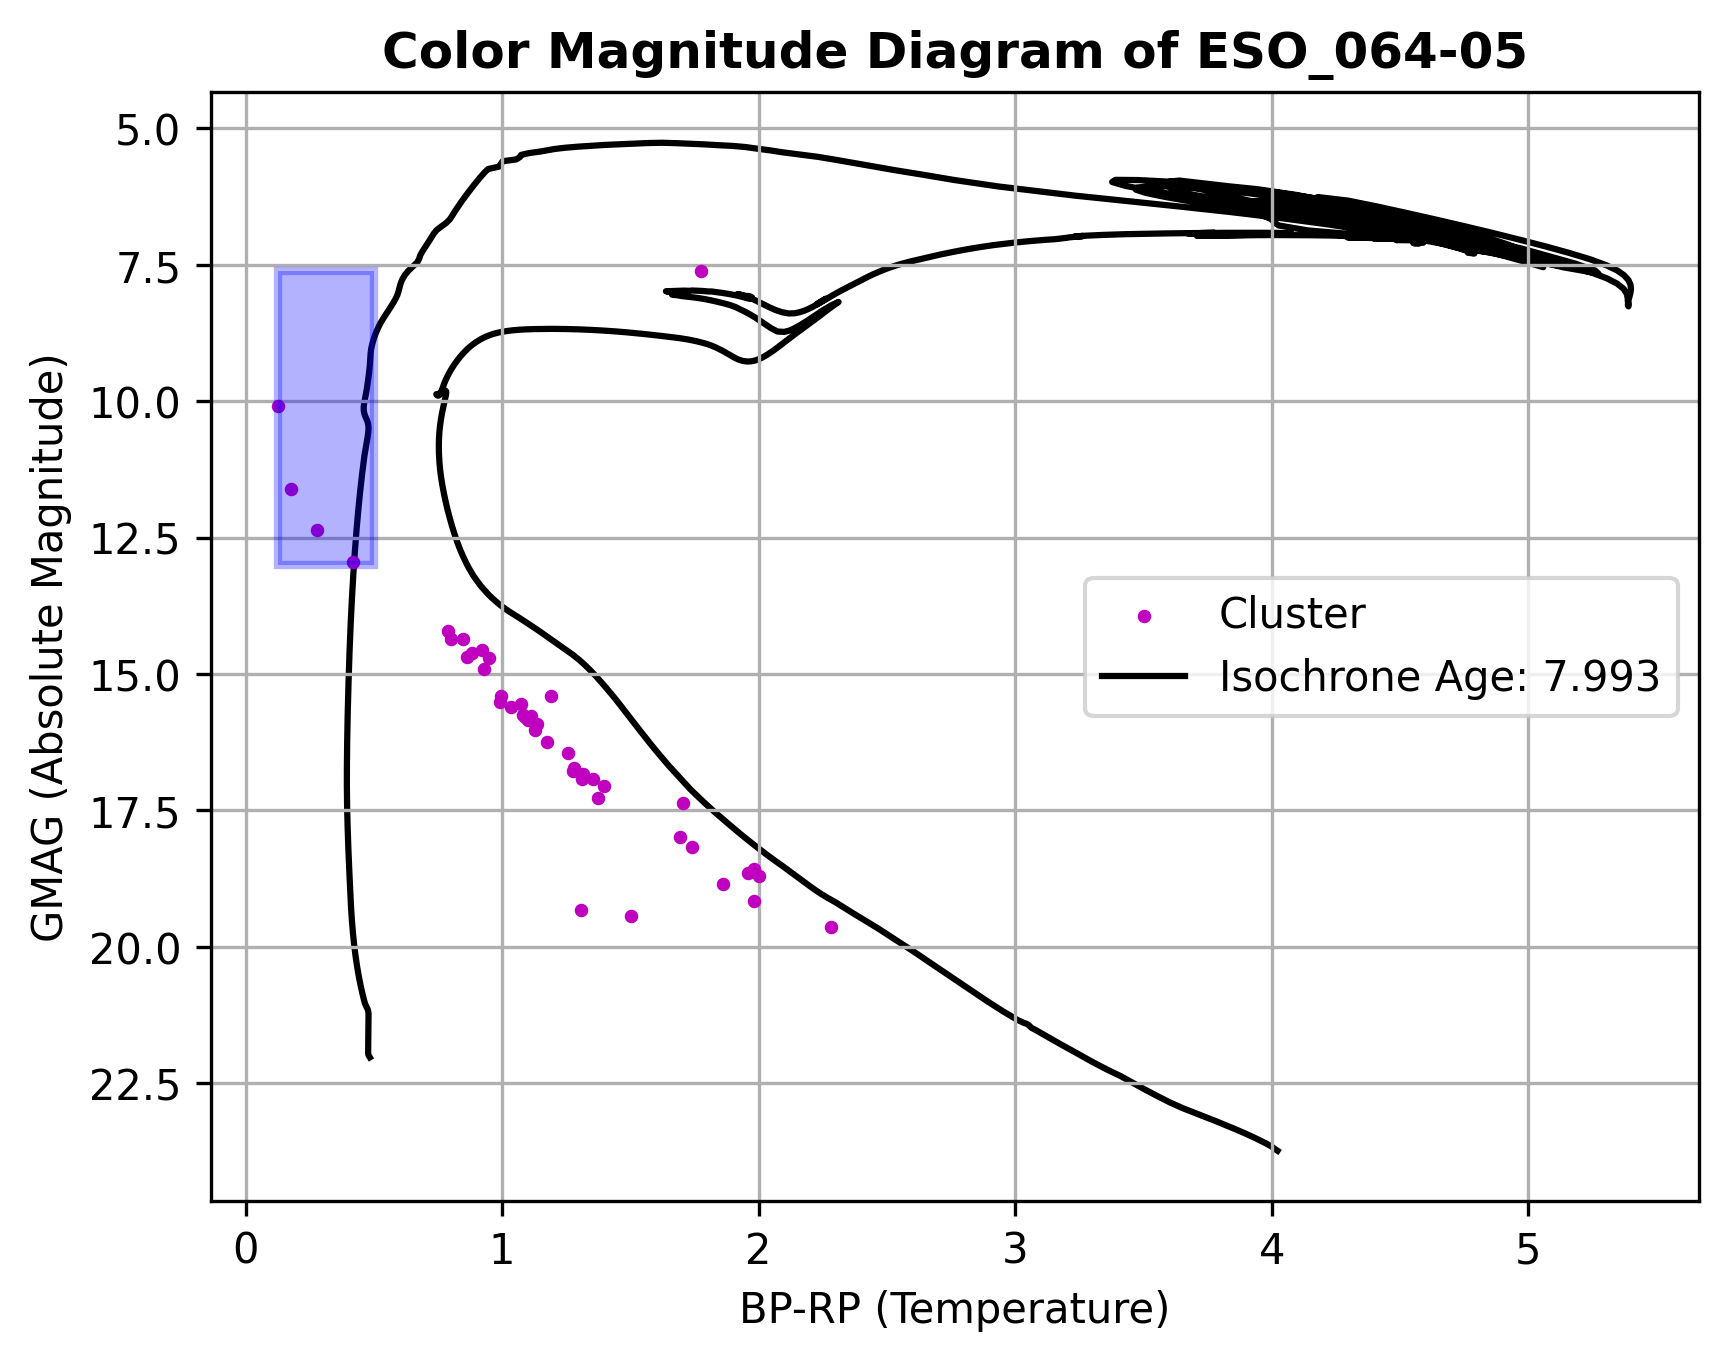 Color Magnitude Diagram of ESO_064-05
5.0
7.5
10.0
12.5
15.0
17.5
20.0
22.5
GMAG (Absolute Magnitude)
Cluster
Isochrone Age: 7.993
0 1 2 3 4 5
BP-RP (Temperature)